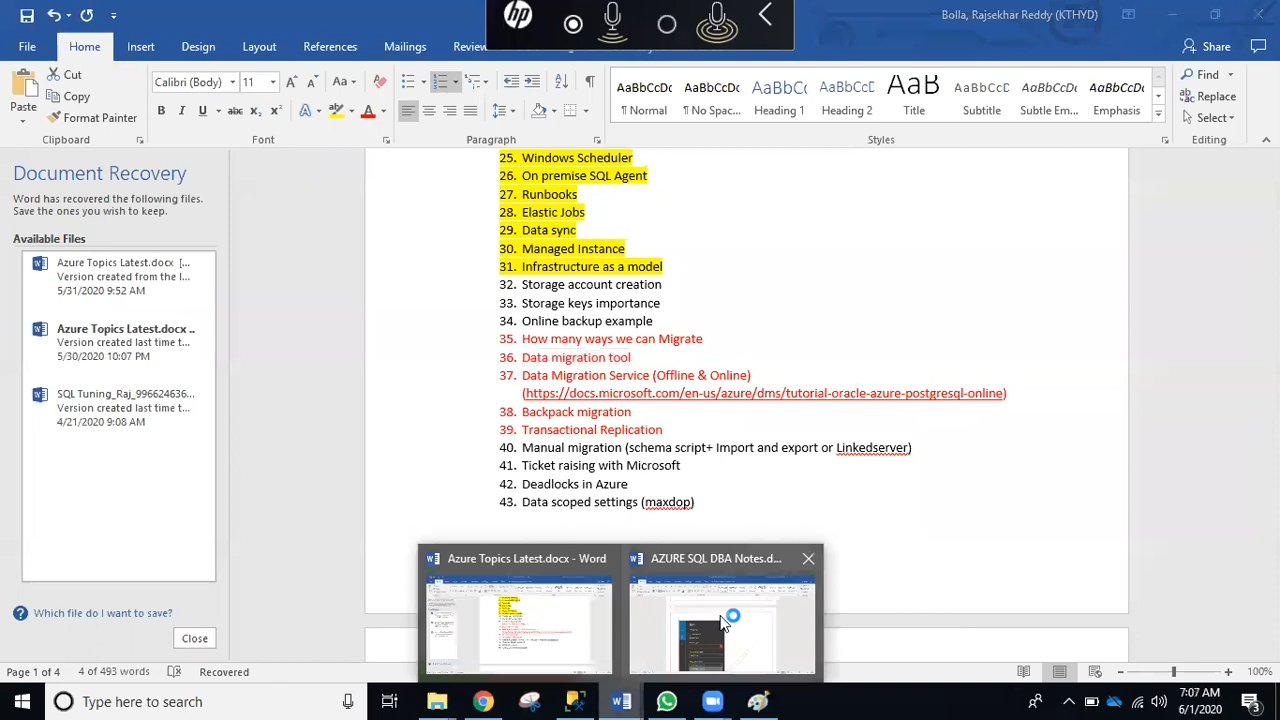 hp
Bolla, Rajsekhar Reddy (KTHYD)
File
Home
Insert
Design
Layout
References
Mailings
Share
Paste
Cut
Copy
Format Painter
Clipboard
Calibri (Body)
11
Font
Paragraph
AaBbCcDc
¶ Normal
AaBbCcDc
¶ No Spac...
AaBbCc
Heading 1
AaBbCcC
Heading 2
AaB
Title
AaBbCcC
Subtitle
AaBbCcDc
Subtle Em...
AaBbCcDc
Emphasis
Styles
Find
Replace
Select
Editing
Document Recovery
Word has recovered the following files.
Save the ones you wish to keep.
Available Files
Azure Topics Latest.docx [...
Version created from the l...
5/31/2020 9:52 AM
Azure Topics Latest.docx ..
Version created last time t...
5/30/2020 10:07 PM
SQL Tuning_Raj_996624636...
Version created last time t...
4/21/2020 9:08 AM
Which file do I want to save?
Close
25. Windows Scheduler
26. On premise SQL Agent
27. Runbooks
28. Elastic Jobs
29. Data sync
30. Managed Instance
31. Infrastructure as a model
32. Storage account creation
33. Storage keys importance
34. Online backup example
35. How many ways we can Migrate
36. Data migration tool
37. Data Migration Service (Offline & Online)
(https://docs.microsoft.com/en-us/azure/dms/tutorial-oracle-azure-postgresql-online)
38. Backpack migration
39. Transactional Replication
40. Manual migration (schema script+ Import and export or Linkedserver)
41. Ticket raising with Microsoft
42. Deadlocks in Azure
43. Data scoped settings (maxdop)
Azure Topics Latest.docx - Word
AZURE SQL DBA Notes.d...
Page 1 of 4
4 of 493 words
Recovered
100%
Type here to search
7:07 AM
6/1/2020
3